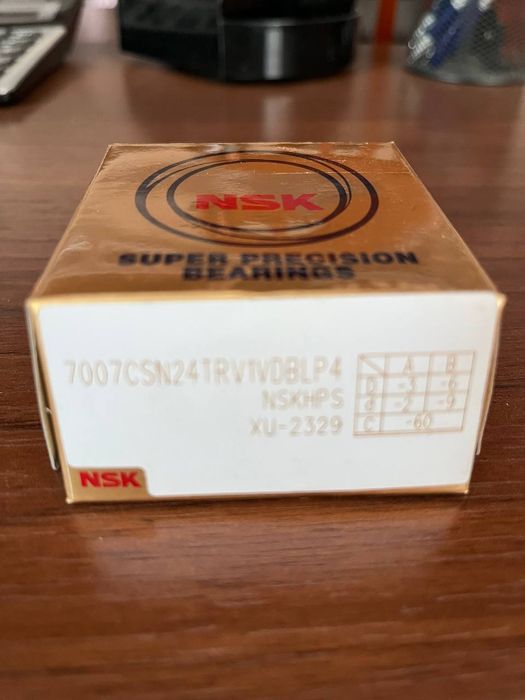 NSK
SUPER PRECISION
BEARINGS
7007CSN24TRV1VDBLP4
NSKHPS
XU-2329
A B
D -3 -6
d -2 -9
C -60
NSK